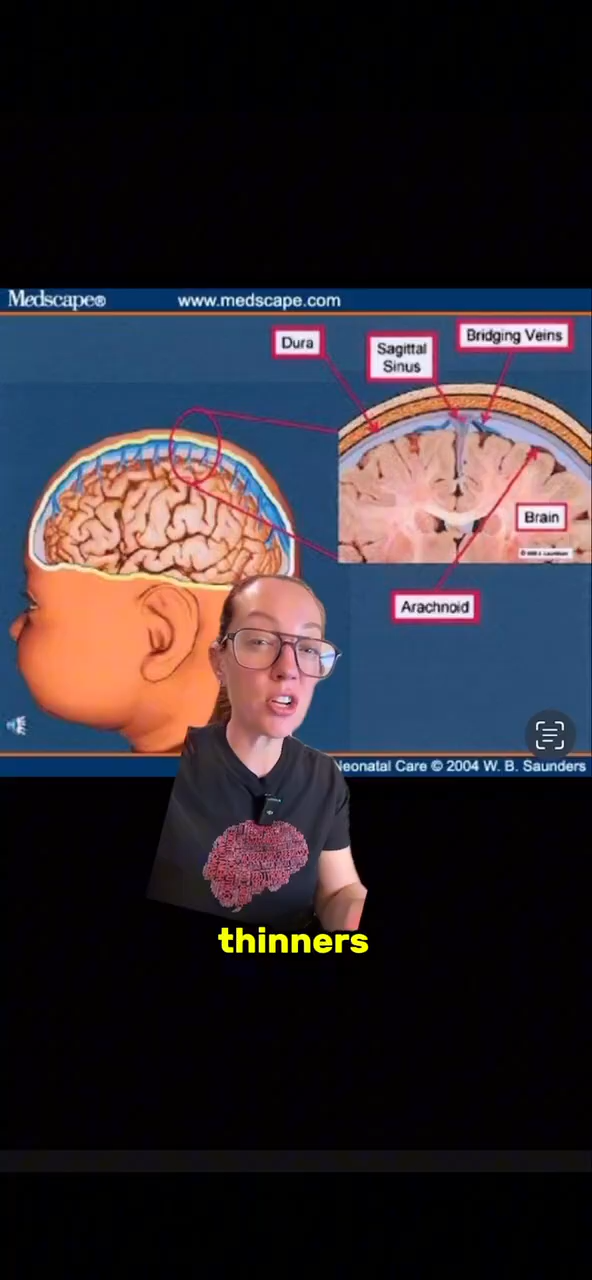 Medscape® www.medscape.com
Dura
Sagittal
Sinus
Bridging Veins
Brain
Arachnoid
Neonatal Care © 2004 W. B. Saunders
thinners